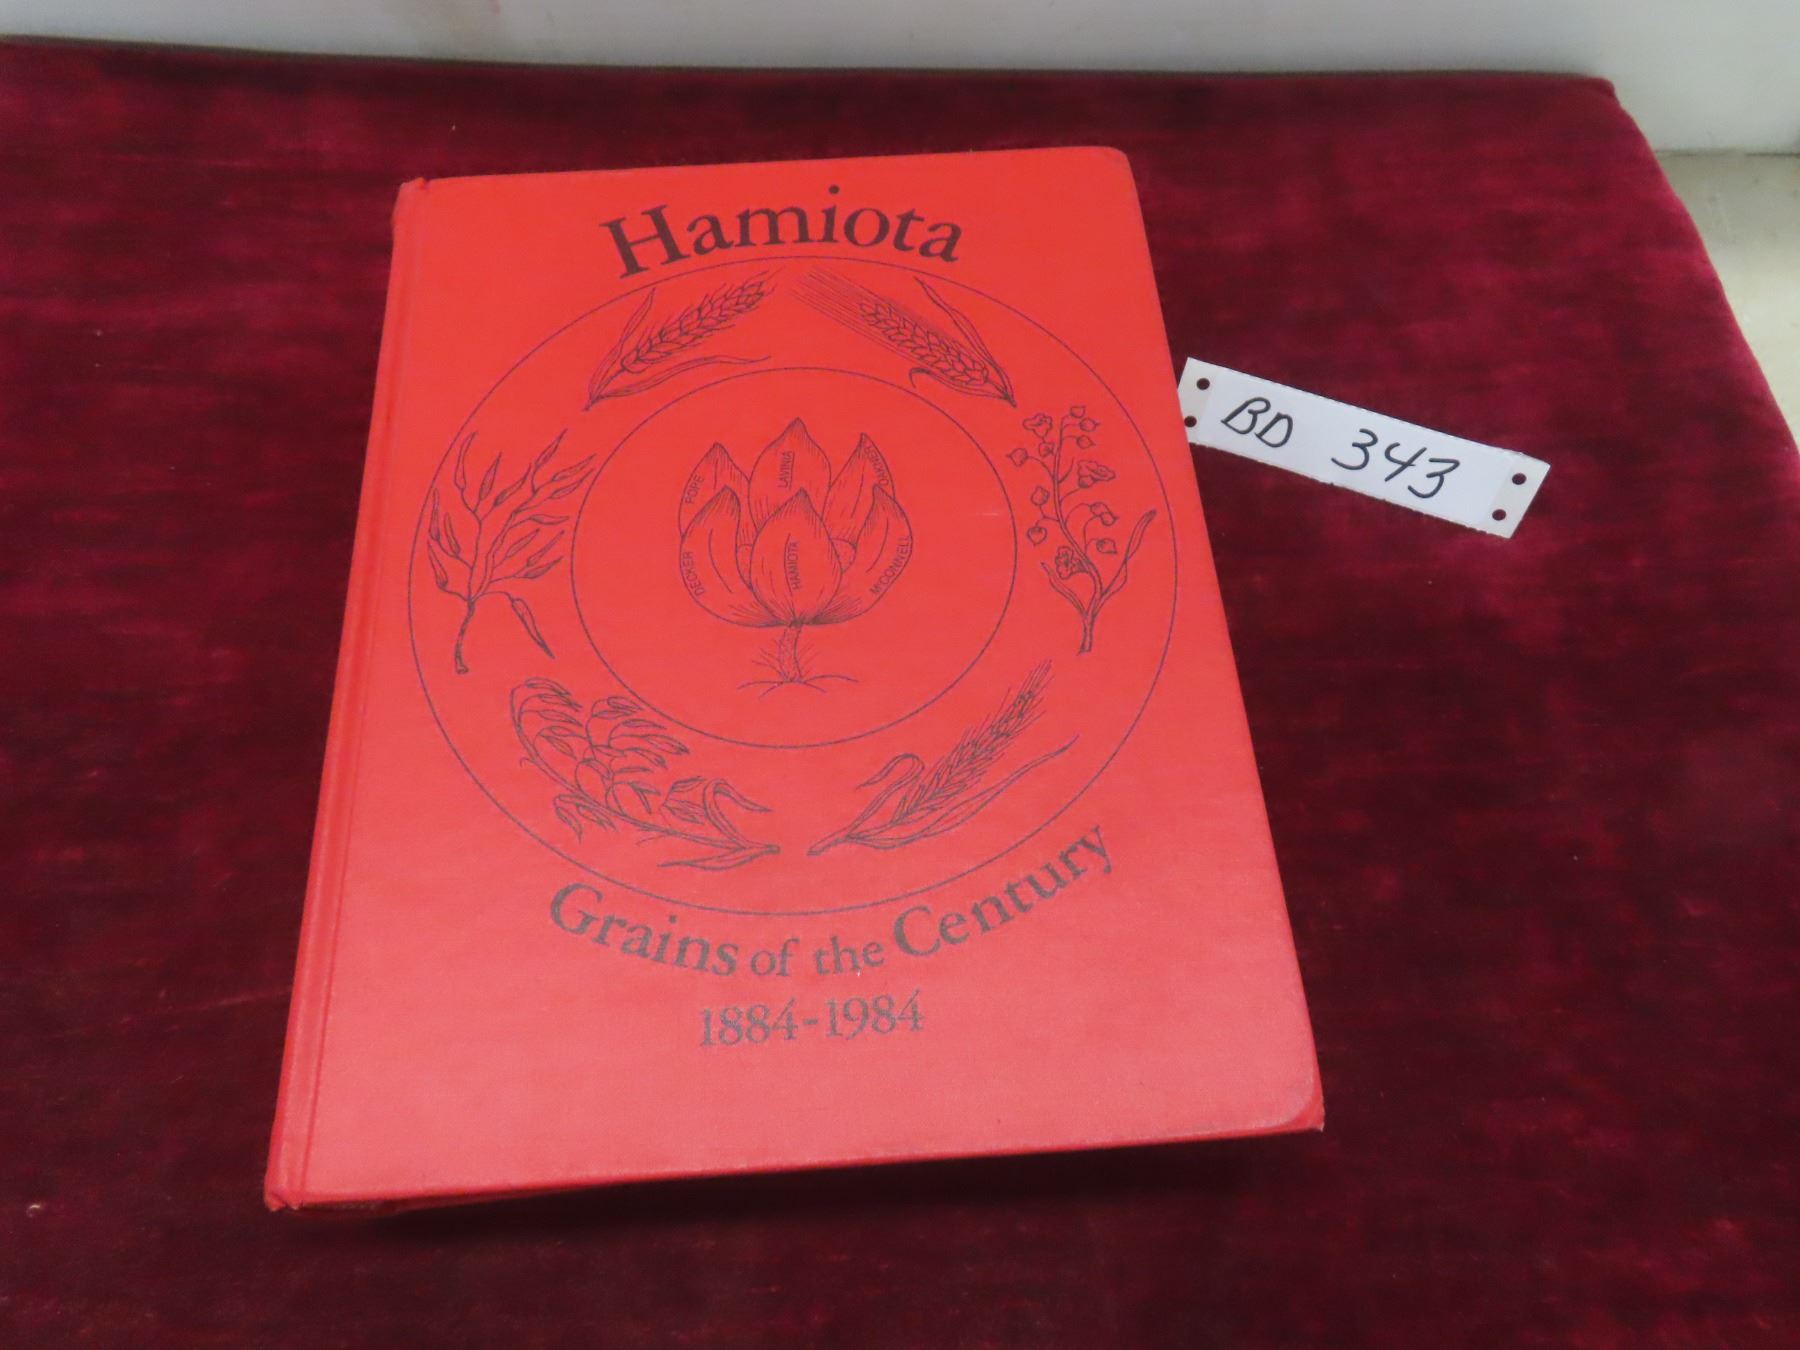 Hamiota
POPE
LAVINIA
OAKNER
DECKER
HAMIOTA
McCONNELL
Grains of the Century
1884-1984
BD 343